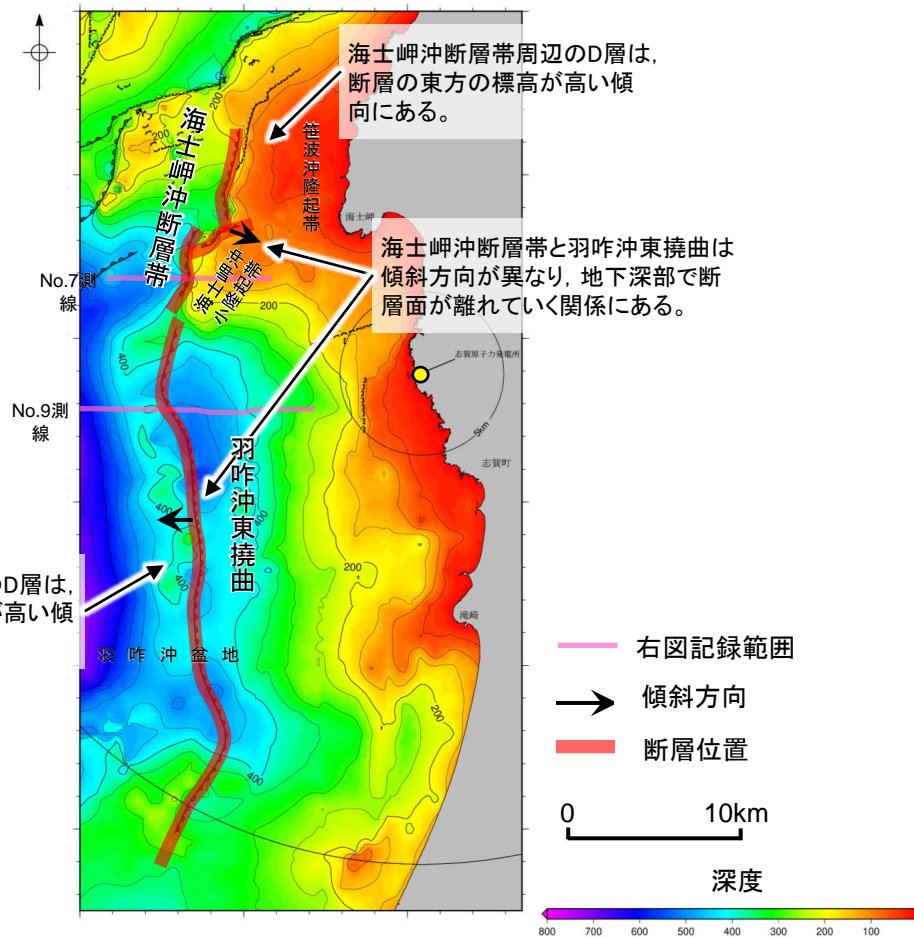 海士岬沖断層帯周辺のD層は,
断層の東方の標高が高い傾
向にある。
200
200
海士岬沖断層帯
笹波沖隆起帯
海士岬
海士岬沖断層帯と羽咋沖東撓曲は
傾斜方向が異なり, 地下深部で断
層面が離れていく関係にある。
海士岬沖
小隆起帯
No.7測
線
200
400
志賀原子力発電所
No.9測
線
5km
羽咋沖東撓曲
志賀町
400
400
200
400
D層は,
が高い傾
滝崎
羽咋沖盆地
200
400
右図記録範囲
傾斜方向
断層位置
0 10km
深度
800 700 600 500 400 300 200 100